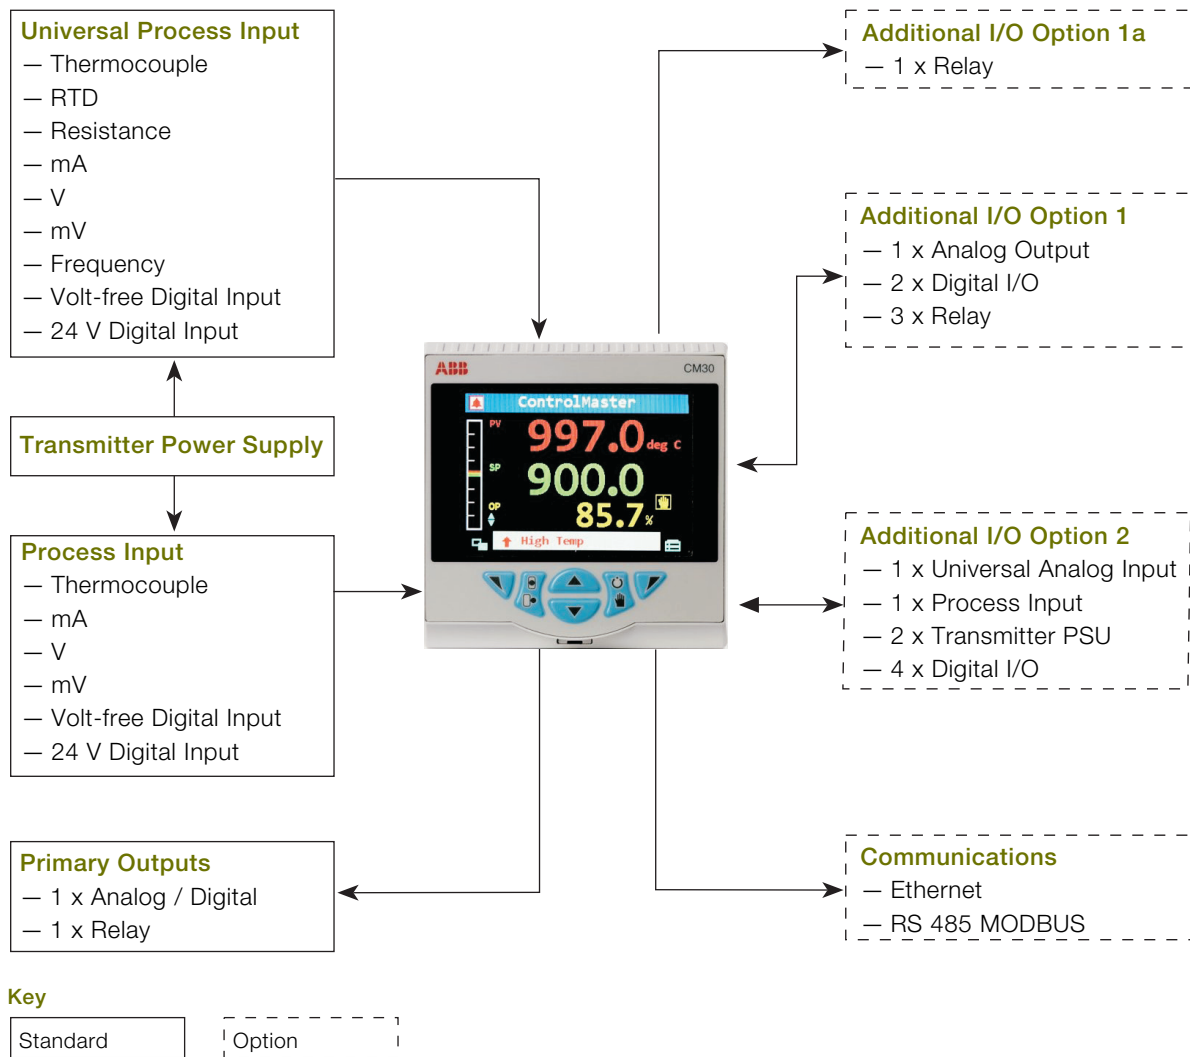 Universal Process Input
— Thermocouple
— RTD
— Resistance
— mA
— V
— mV
— Frequency
— Volt-free Digital Input
— 24 V Digital Input
Transmitter Power Supply
Process Input
— Thermocouple
— mA
— V
— mV
— Volt-free Digital Input
— 24 V Digital Input
Primary Outputs
— 1 x Analog / Digital
— 1 x Relay
ABB
CM30
ControlMaster
PV
997.0 deg C
SP
900.0
OP
85.7 %
High Temp
Additional I/O Option 1a
— 1 x Relay
Additional I/O Option 1
— 1 x Analog Output
— 2 x Digital I/O
— 3 x Relay
Additional I/O Option 2
— 1 x Universal Analog Input
— 1 x Process Input
— 2 x Transmitter PSU
— 4 x Digital I/O
Communications
— Ethernet
— RS 485 MODBUS
Key
Standard
Option